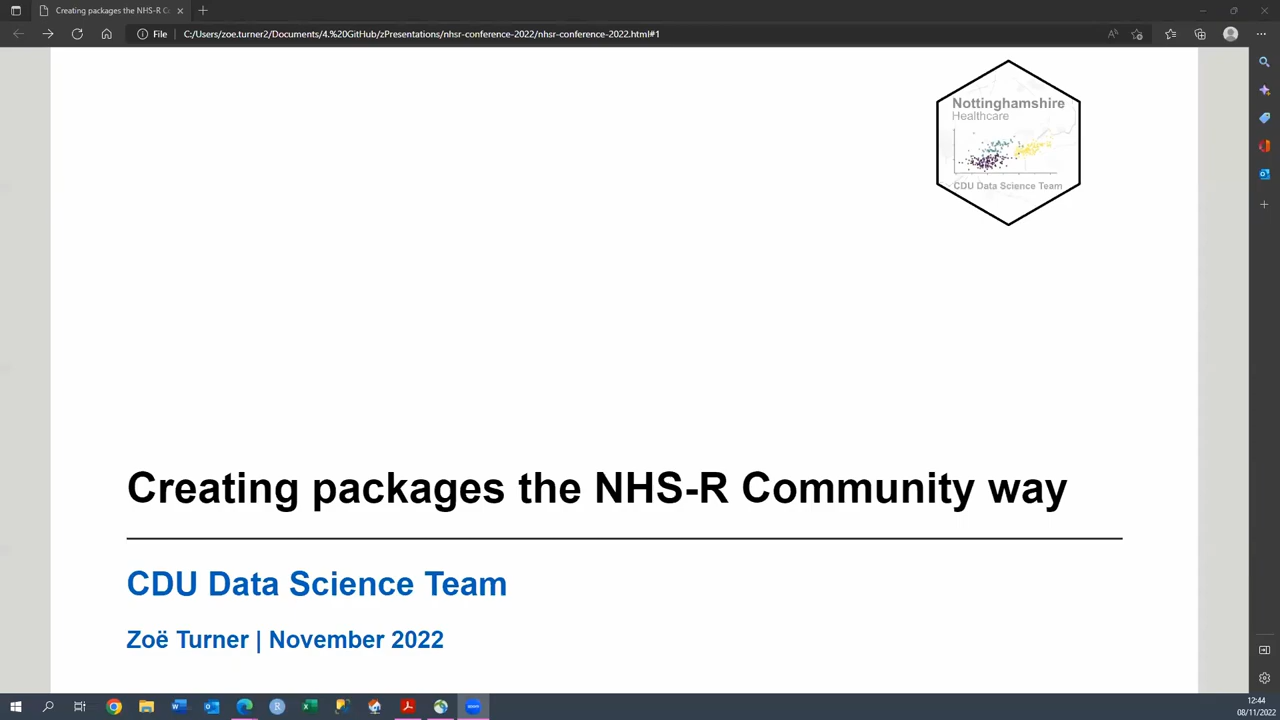 Creating packages the NHS-R C
File
C:/Users/zoe.turner2/Documents/4.%20GitHub/zPresentations/nhsr-conference-2022/nhsr-conference-2022.html#1
Nottinghamshire
Healthcare
CDU Data Science Team
Creating packages the NHS-R Community way
CDU Data Science Team
Zoë Turner | November 2022
12:44
08/11/2022